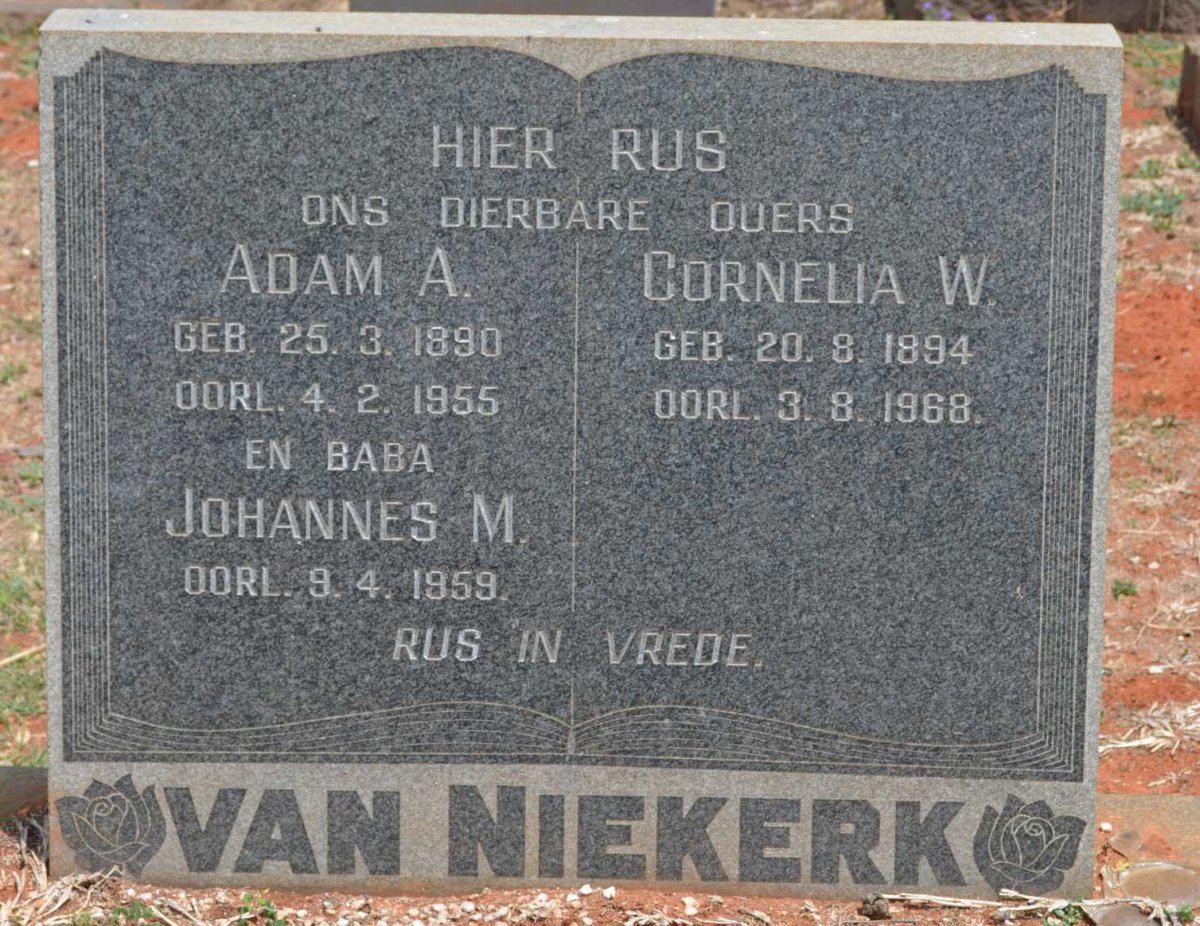 HIER RUS
ONS DIERBARE OUERS
ADAM A.
GEB. 25. 3. 1890
OORL. 4. 2. 1955
EN BABA
JOHANNES M.
OORL. 9. 4. 1959.
CORNELIA W.
GEB. 20. 8. 1894
OORL. 3. 8. 1968.
RUS IN VREDE.
VAN NIEKERK